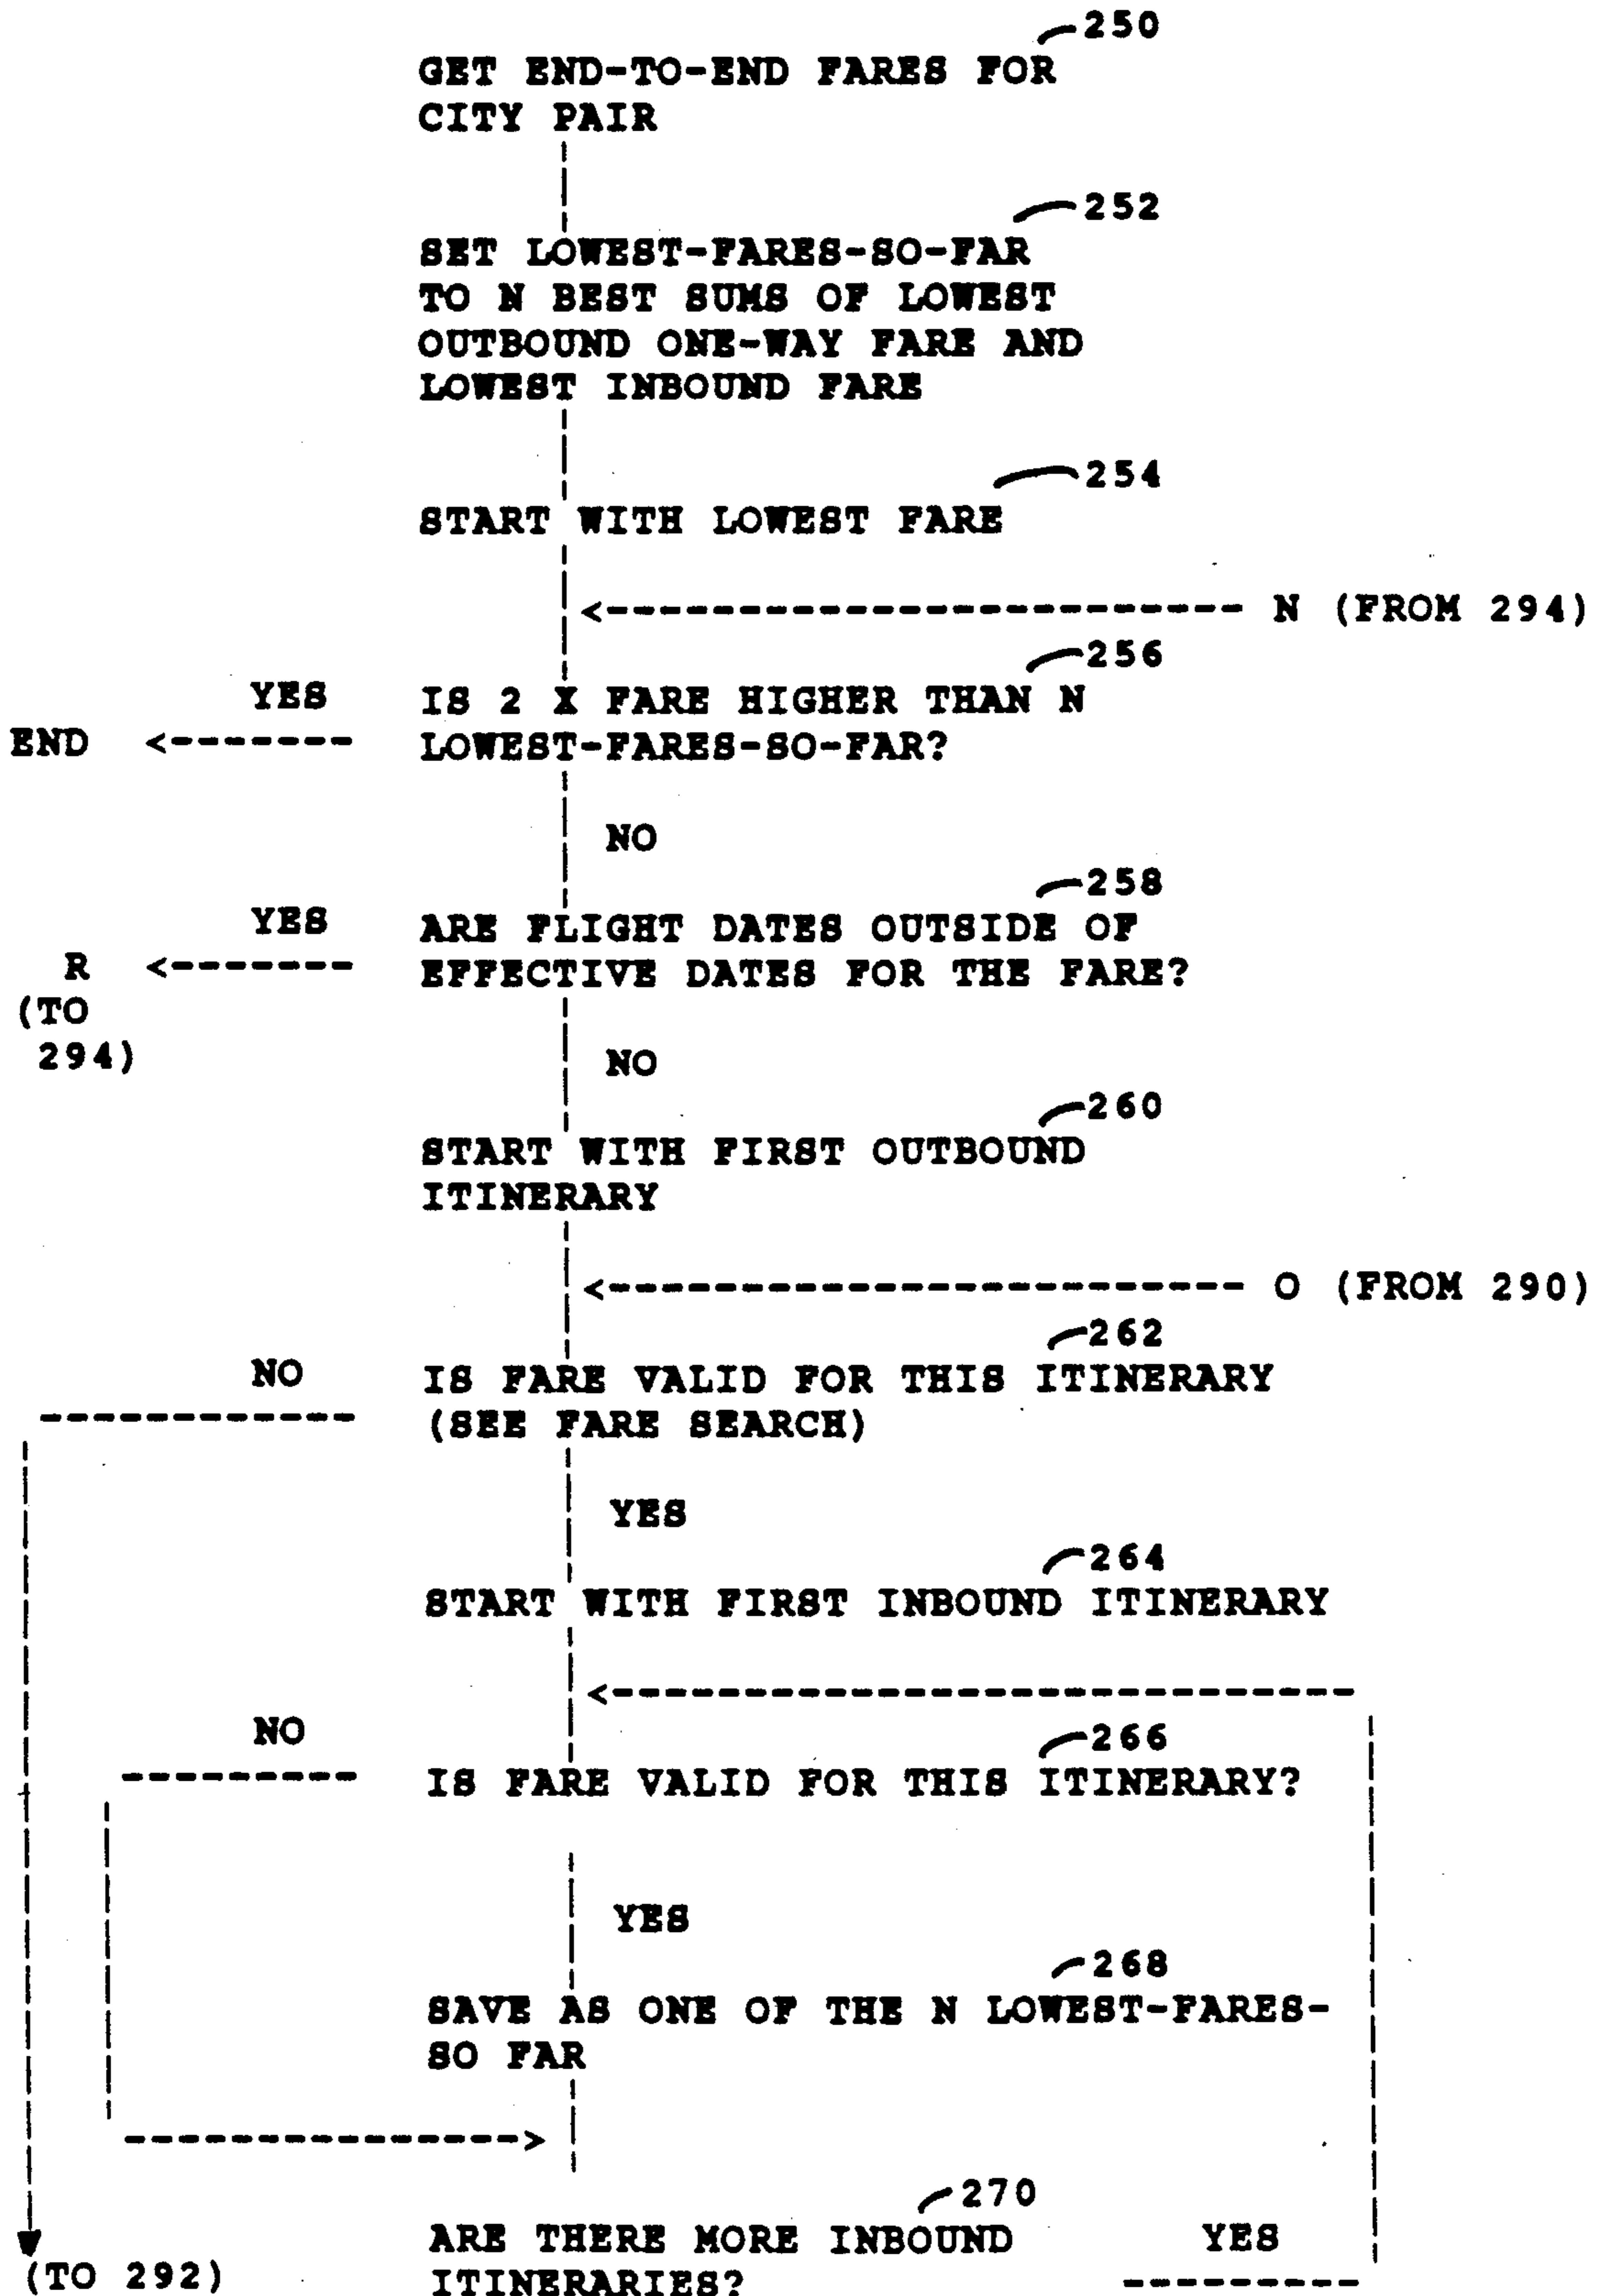 250
GET END-TO-END FARES FOR
CITY PAIR
252
SET LOWEST-FARES-SO-FAR
TO N BEST SUMS OF LOWEST
OUTBOUND ONE-WAY FARE AND
LOWEST INBOUND FARE
254
START WITH LOWEST FARE
N (FROM 294)
256
YES IS 2 X FARE HIGHER THAN N
END LOWEST-FARES-SO-FAR?
NO
258
YES ARE FLIGHT DATES OUTSIDE OF
R EFFECTIVE DATES FOR THE FARE?
(TO
294)
NO
260
START WITH FIRST OUTBOUND
ITINERARY
O (FROM 290)
262
NO IS FARE VALID FOR THIS ITINERARY
(SEE FARE SEARCH)
YES
264
START WITH FIRST INBOUND ITINERARY
NO
266
IS FARE VALID FOR THIS ITINERARY?
YES
268
SAVE AS ONE OF THE N LOWEST-FARES-
SO FAR
270
ARE THERE MORE INBOUND YES
(TO 292) ITINERARIES?